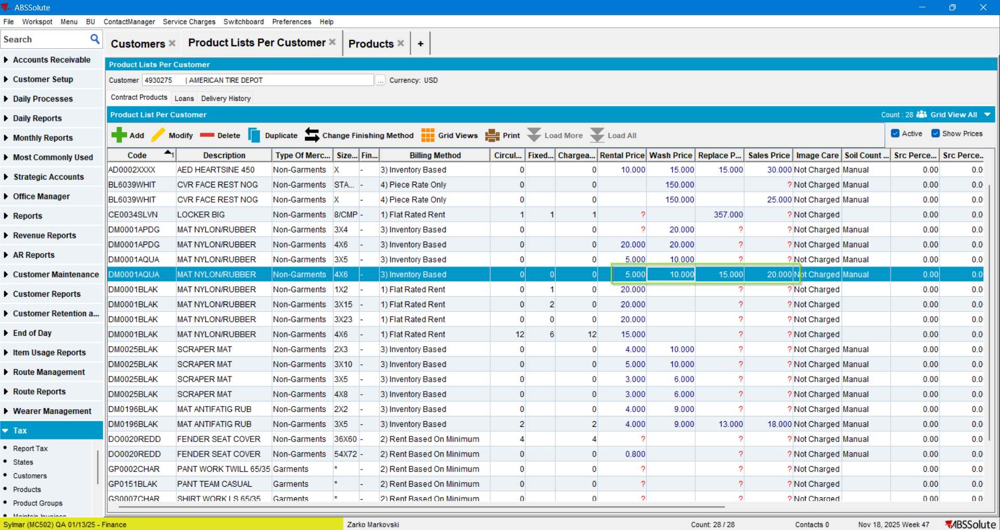 ABSSolute
File Workspot Menu BU ContactManager Service Charges Switchboard Preferences Help
Search
Customers Product Lists Per Customer Products +
Accounts Receivable
Customer Setup
Daily Processes
Daily Reports
Monthly Reports
Most Commonly Used
Strategic Accounts
Office Manager
Reports
Revenue Reports
AR Reports
Customer Maintenance
Customer Reports
Customer Retention a...
End of Day
Item Usage Reports
Route Management
Route Reports
Wearer Management
Tax
Report Tax
States
Customers
Products
Product Groups
Maintain Invoices
Product Lists Per Customer
Customer 4930275 | AMERICAN TIRE DEPOT ... Currency: USD
Contract Products Loans Delivery History
Product List Per Customer Count : 28 Grid View All
Add Modify Delete Duplicate Change Finishing Method Grid Views Print Load More Load All Active Show Prices
Code 1 Description Type Of Merc... Size... Fin... Billing Method Circul... Fixed... Chargea... Rental Price Wash Price Replace P... Sales Price Image Care Soil Count ... Src Perce... Src Perce..
AD0002XXXX AED HEARTSINE 450 Non-Garments X - 3) Inventory Based 0 0 10.000 15.000 15.000 30.000 Not Charged Manual 0.00 0.0
BL6039WHIT CVR FACE REST NOG Non-Garments STA... - 4) Piece Rate Only 0 0 150.000 ? Not Charged Manual 0.00 0.0
BL6039WHIT CVR FACE REST NOG Non-Garments X - 4) Piece Rate Only 0 0 150.000 25.000 Not Charged Manual 0.00 0.0
CE0034SLVN LOCKER BIG Non-Garments 8/CMP - 1) Flat Rated Rent 1 1 1 ? 357.000 ? Not Charged 0.00 0.0
DM0001APDG MAT NYLON/RUBBER Non-Garments 3X4 - 3) Inventory Based 0 0 ? 20.000 ? ? Not Charged Manual 0.00 0.0
DM0001APDG MAT NYLON/RUBBER Non-Garments 4X6 - 3) Inventory Based 0 0 20.000 20.000 ? ? Not Charged Manual 0.00 0.0
DM0001AQUA MAT NYLON/RUBBER Non-Garments 3X5 - 3) Inventory Based 0 0 5.000 10.000 ? ? Not Charged Manual 0.00 0.0
DM0001AQUA MAT NYLON/RUBBER Non-Garments 4X6 - 3) Inventory Based 0 0 0 5.000 10.000 15.000 20.000 Not Charged Manual 0.00 0.0
DM0001BLAK MAT NYLON/RUBBER Non-Garments 1X2 - 1) Flat Rated Rent 0 1 0 20.000 ? ? Not Charged 0.00 0.0
DM0001BLAK MAT NYLON/RUBBER Non-Garments 3X15 - 1) Flat Rated Rent 0 2 0 20.000 ? ? Not Charged 0.00 0.0
DM0001BLAK MAT NYLON/RUBBER Non-Garments 3X23 - 1) Flat Rated Rent 0 0 0 20.000 ? ? Not Charged 0.00 0.0
DM0001BLAK MAT NYLON/RUBBER Non-Garments 4X6 - 1) Flat Rated Rent 12 6 12 15.000 ? ? Not Charged 0.00 0.0
DM0025BLAK SCRAPER MAT Non-Garments 2X3 - 3) Inventory Based 0 0 4.000 10.000 ? ? Not Charged Manual 0.00 0.0
DM0025BLAK SCRAPER MAT Non-Garments 3X10 - 3) Inventory Based 0 0 5.000 10.000 ? ? Not Charged Manual 0.00 0.0
DM0025BLAK SCRAPER MAT Non-Garments 3X5 - 3) Inventory Based 0 0 3.000 6.000 ? ? Not Charged Manual 0.00 0.0
DM0025BLAK SCRAPER MAT Non-Garments 4X8 - 3) Inventory Based 0 0 3.000 6.000 ? ? Not Charged Manual 0.00 0.0
DM0196BLAK MAT ANTIFATIG RUB Non-Garments 2X2 - 3) Inventory Based 0 0 4.000 9.000 ? ? Not Charged Manual 0.00 0.0
DM0196BLAK MAT ANTIFATIG RUB Non-Garments 3X5 - 3) Inventory Based 2 2 4.000 9.000 13.000 18.000 Not Charged Manual 0.00 0.0
DO0020REDD FENDER SEAT COVER Non-Garments 36X60 - 2) Rent Based On Minimum 4 4 ? ? ? Not Charged Manual 0.00 0.0
DO0020REDD FENDER SEAT COVER Non-Garments 54X72 - 2) Rent Based On Minimum 0 0 0.800 ? ? Not Charged Manual 0.00 0.0
GP0002CHAR PANT WORK TWILL 65/35 Garments * - 2) Rent Based On Minimum 0 0 ? ? ? Not Charged 0.00 0.0
GP0151BLAK PANT TEAM CASUAL Garments * - 2) Rent Based On Minimum 0 0 ? ? ? Not Charged 0.00 0.0
GS0007CHAR SHIRT WORK LS 65/35 Garments * - 2) Rent Based On Minimum 0 0 ? ? ? Not Charged 0.00 0.0
Sylmar (MC502) QA 01/13/25 - Finance Zarko Markovski Count: 28 / 28 Contacts 0 Nov 18, 2025 Week 47 ABSSolute